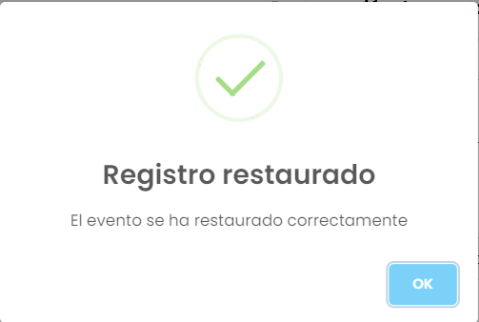 Registro restaurado
El evento se ha restaurado correctamente
OK